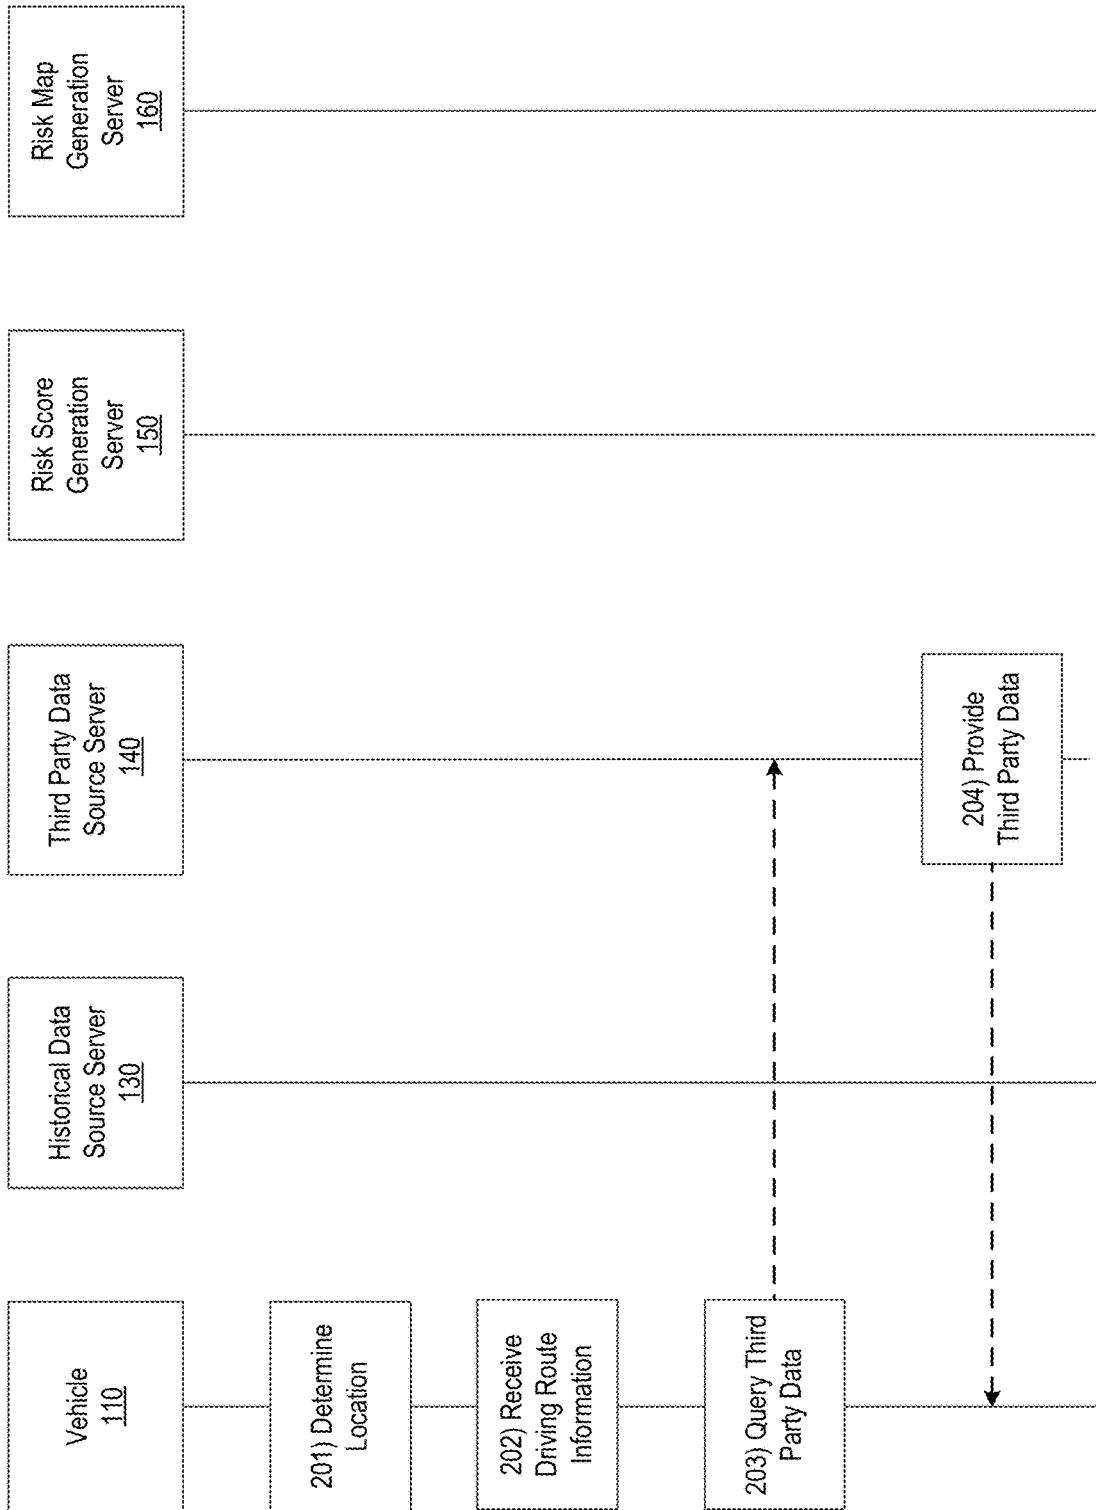 Vehicle
110
Historical Data
Source Server
130
Third Party Data
Source Server
140
Risk Score
Generation
Server
150
Risk Map
Generation
Server
160
201) Determine
Location
202) Receive
Driving Route
Information
203) Query Third
Party Data
204) Provide
Third Party Data